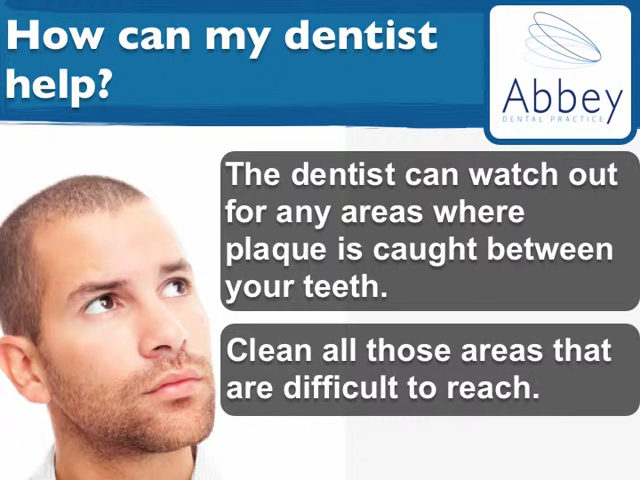 How can my dentist
help?
Abbey
DENTAL PRACTICE
The dentist can watch out
for any areas where
plaque is caught between
your teeth.
Clean all those areas that
are difficult to reach.